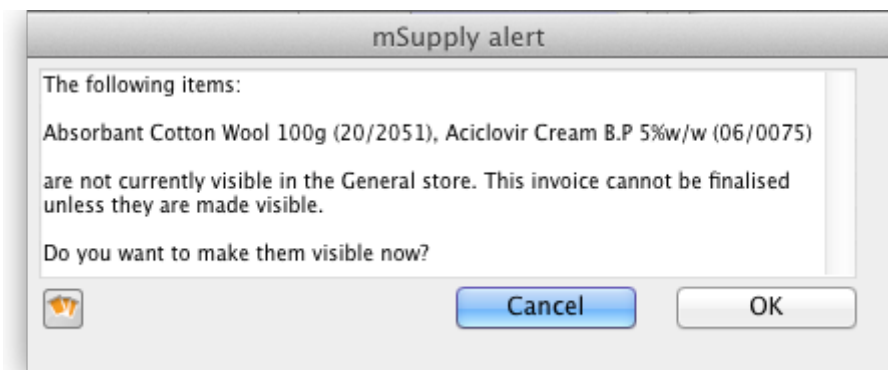 mSupply alert
The following items:
Absorbant Cotton Wool 100g (20/2051), Aciclovir Cream B.P 5%w/w (06/0075)
are not currently visible in the General store. This invoice cannot be finalised
unless they are made visible.
Do you want to make them visible now?
Cancel
OK